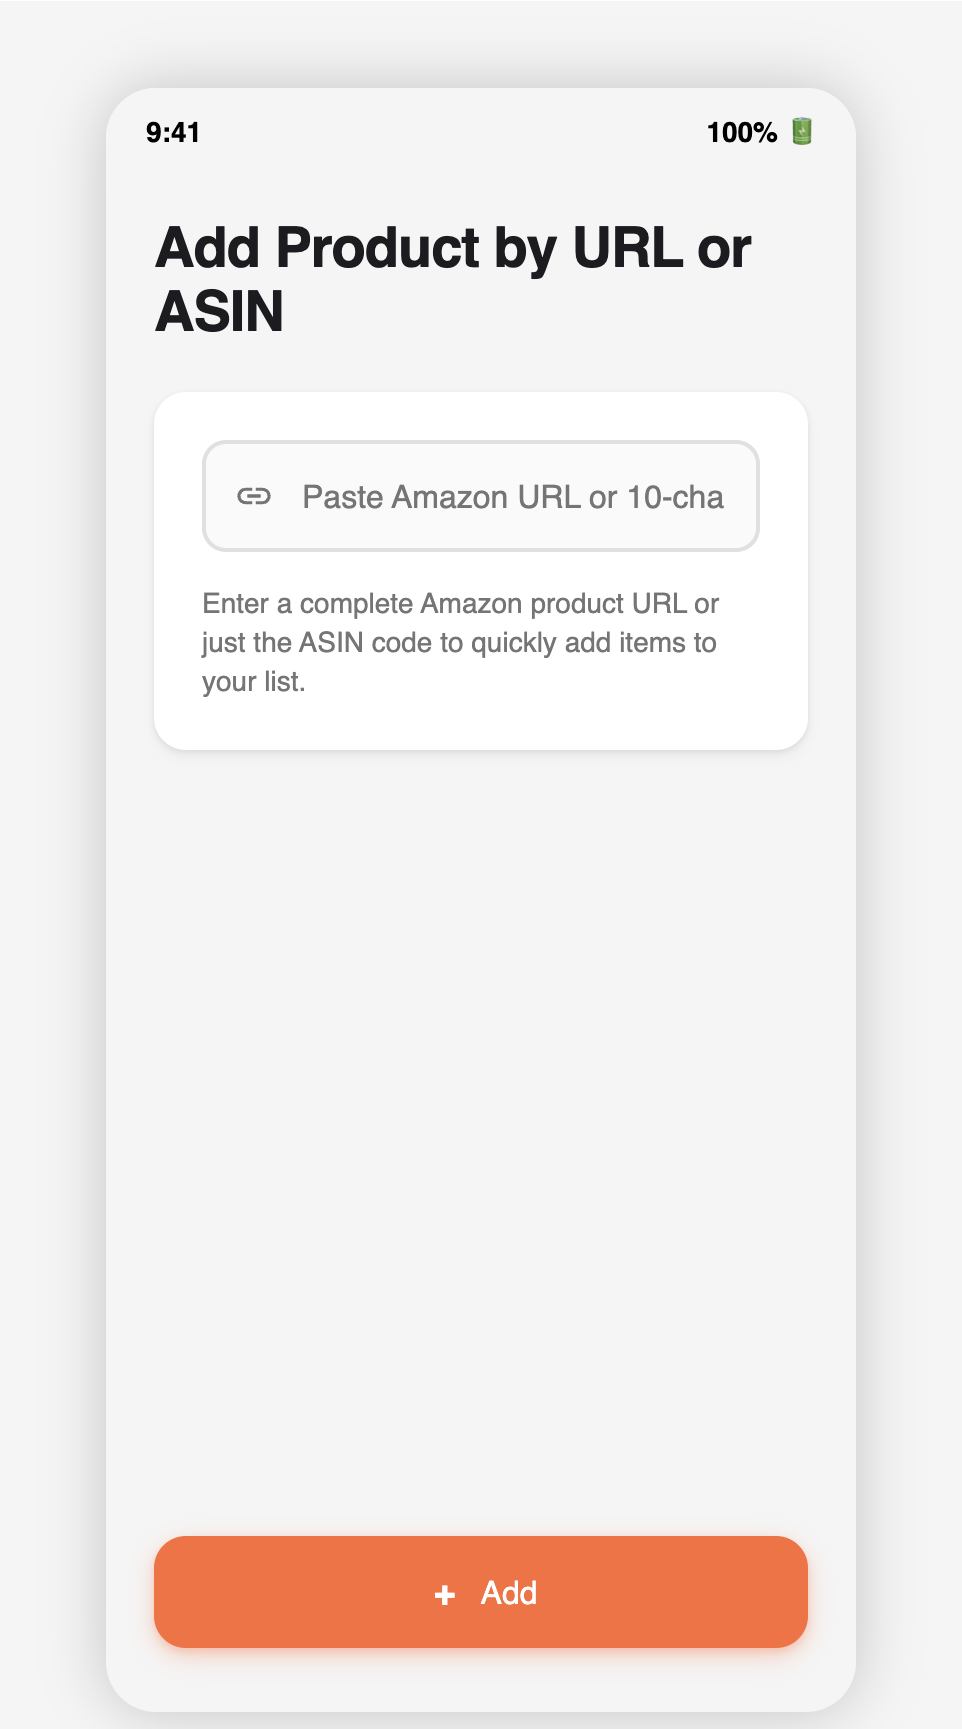 9:41
100%
Add Product by URL or
ASIN
Paste Amazon URL or 10-cha
Enter a complete Amazon product URL or
just the ASIN code to quickly add items to
your list.
+ Add